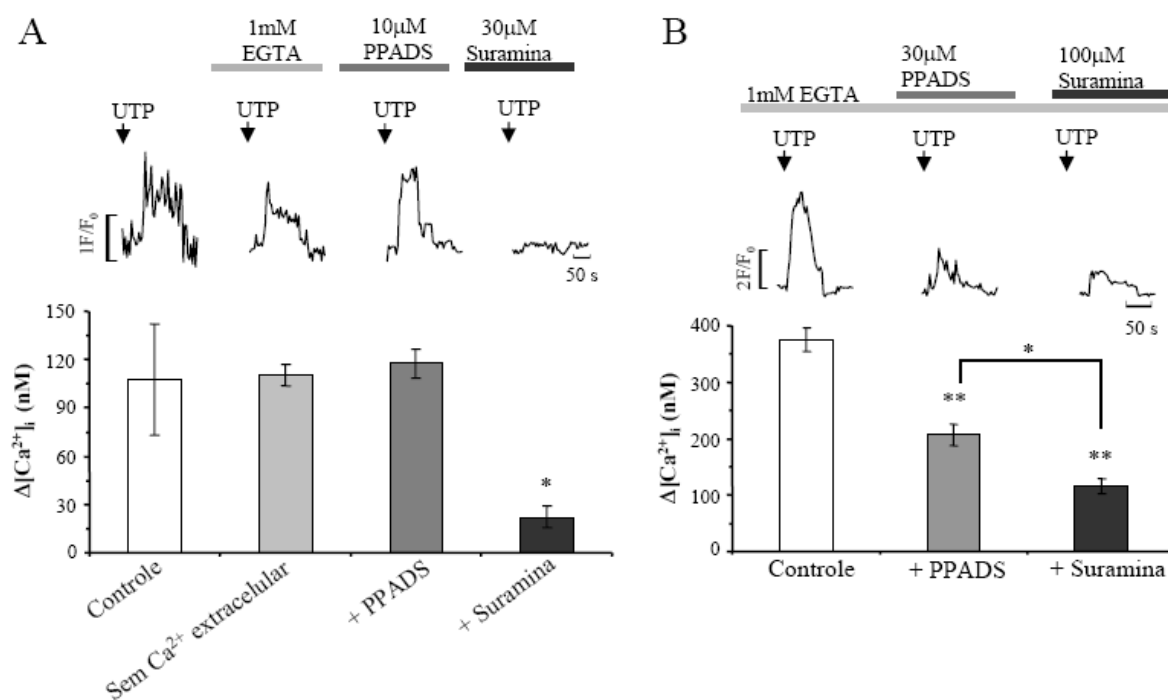 A
1mM
EGTA
10µM
PPADS
30µM
Suramina
UTP
UTP
UTP
UTP
1F/F₀
50 s
150
120
90
60
30
0
Δ[Ca²⁺]ᵢ (nM)
*
Controle
Sem Ca²⁺ extracelular
+ PPADS
+ Suramina
B
1mM EGTA
30µM
PPADS
100µM
Suramina
UTP
UTP
UTP
2F/F₀
50 s
400
300
200
100
0
Δ[Ca²⁺]ᵢ (nM)
*
**
**
Controle
+ PPADS
+ Suramina